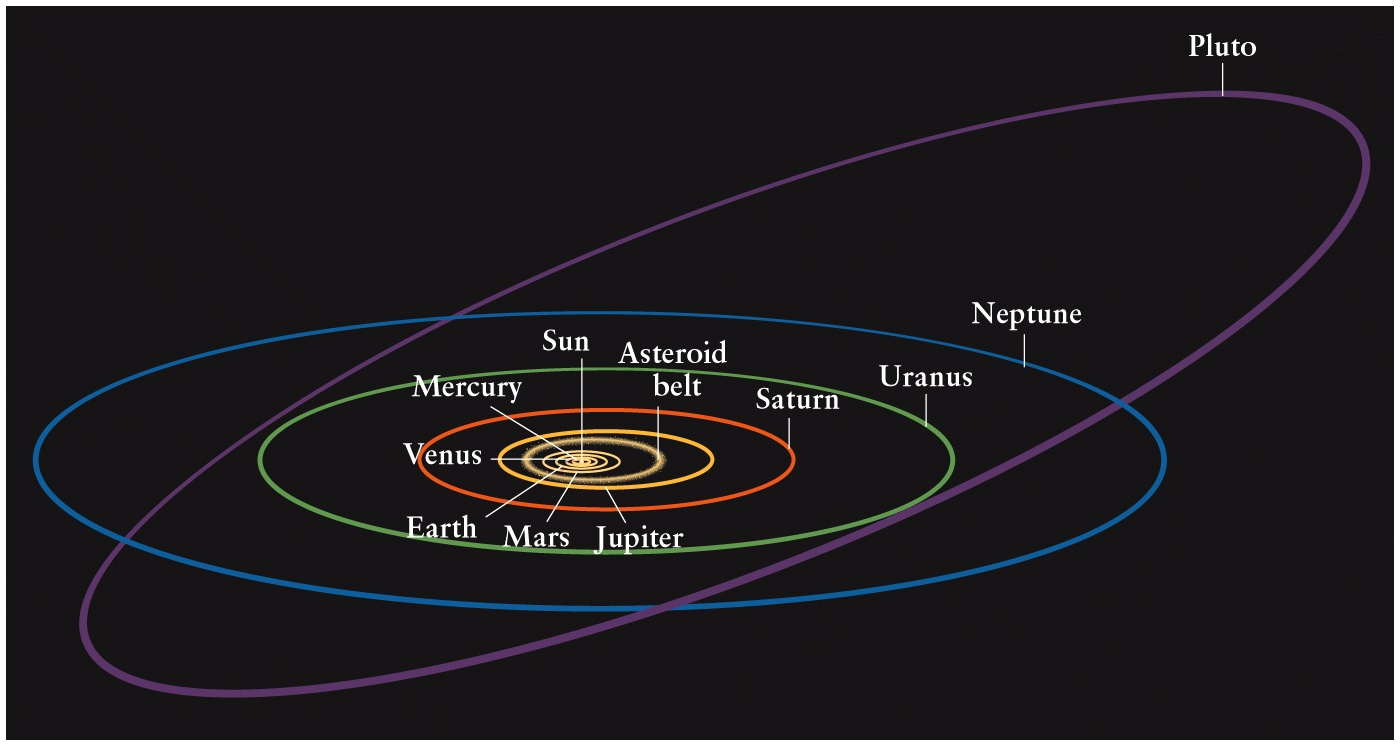 Pluto
Neptune
Sun
Asteroid
belt
Uranus
Mercury
Saturn
Venus
Earth
Mars
Jupiter